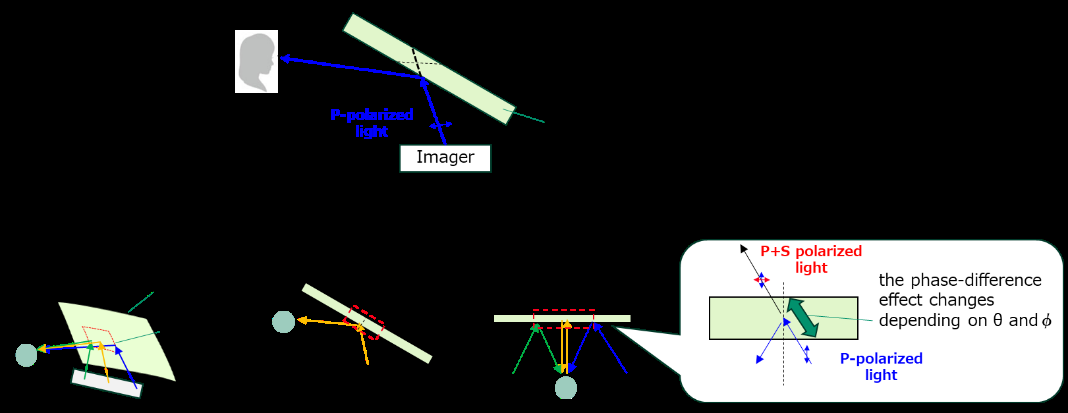 P-polarized
light
Imager
P+S polarized
light
the phase-difference
effect changes
depending on θ and ϕ
P-polarized
light